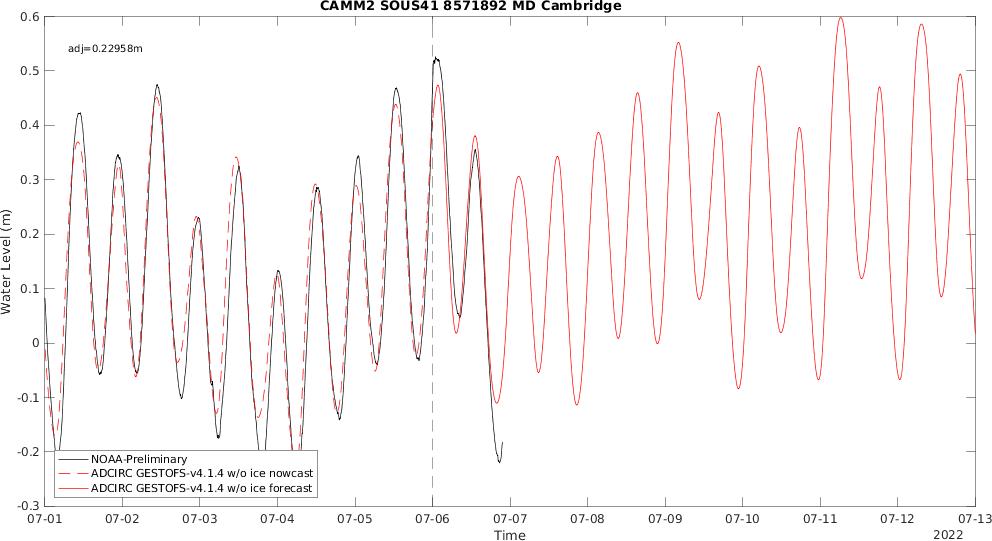 CAMM2 SOUS41 8571892 MD Cambridge
adj=0.22958m
0.6
0.5
0.4
0.3
0.2
0.1
0
-0.1
-0.2
-0.3
Water Level (m)
NOAA-Preliminary
ADCIRC GESTOFS-v4.1.4 w/o ice nowcast
ADCIRC GESTOFS-v4.1.4 w/o ice forecast
07-01 07-02 07-03 07-04 07-05 07-06 07-07 07-08 07-09 07-10 07-11 07-12 07-13
Time
2022